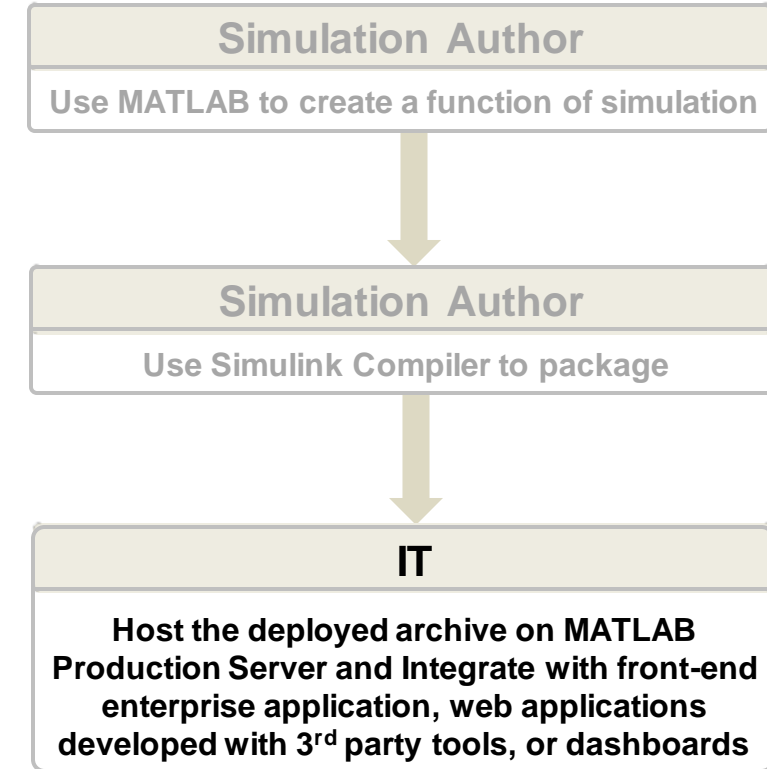 Simulation Author
Use MATLAB to create a function of simulation
Simulation Author
Use Simulink Compiler to package
IT
Host the deployed archive on MATLAB
Production Server and Integrate with front-end
enterprise application, web applications
developed with 3rd party tools, or dashboards